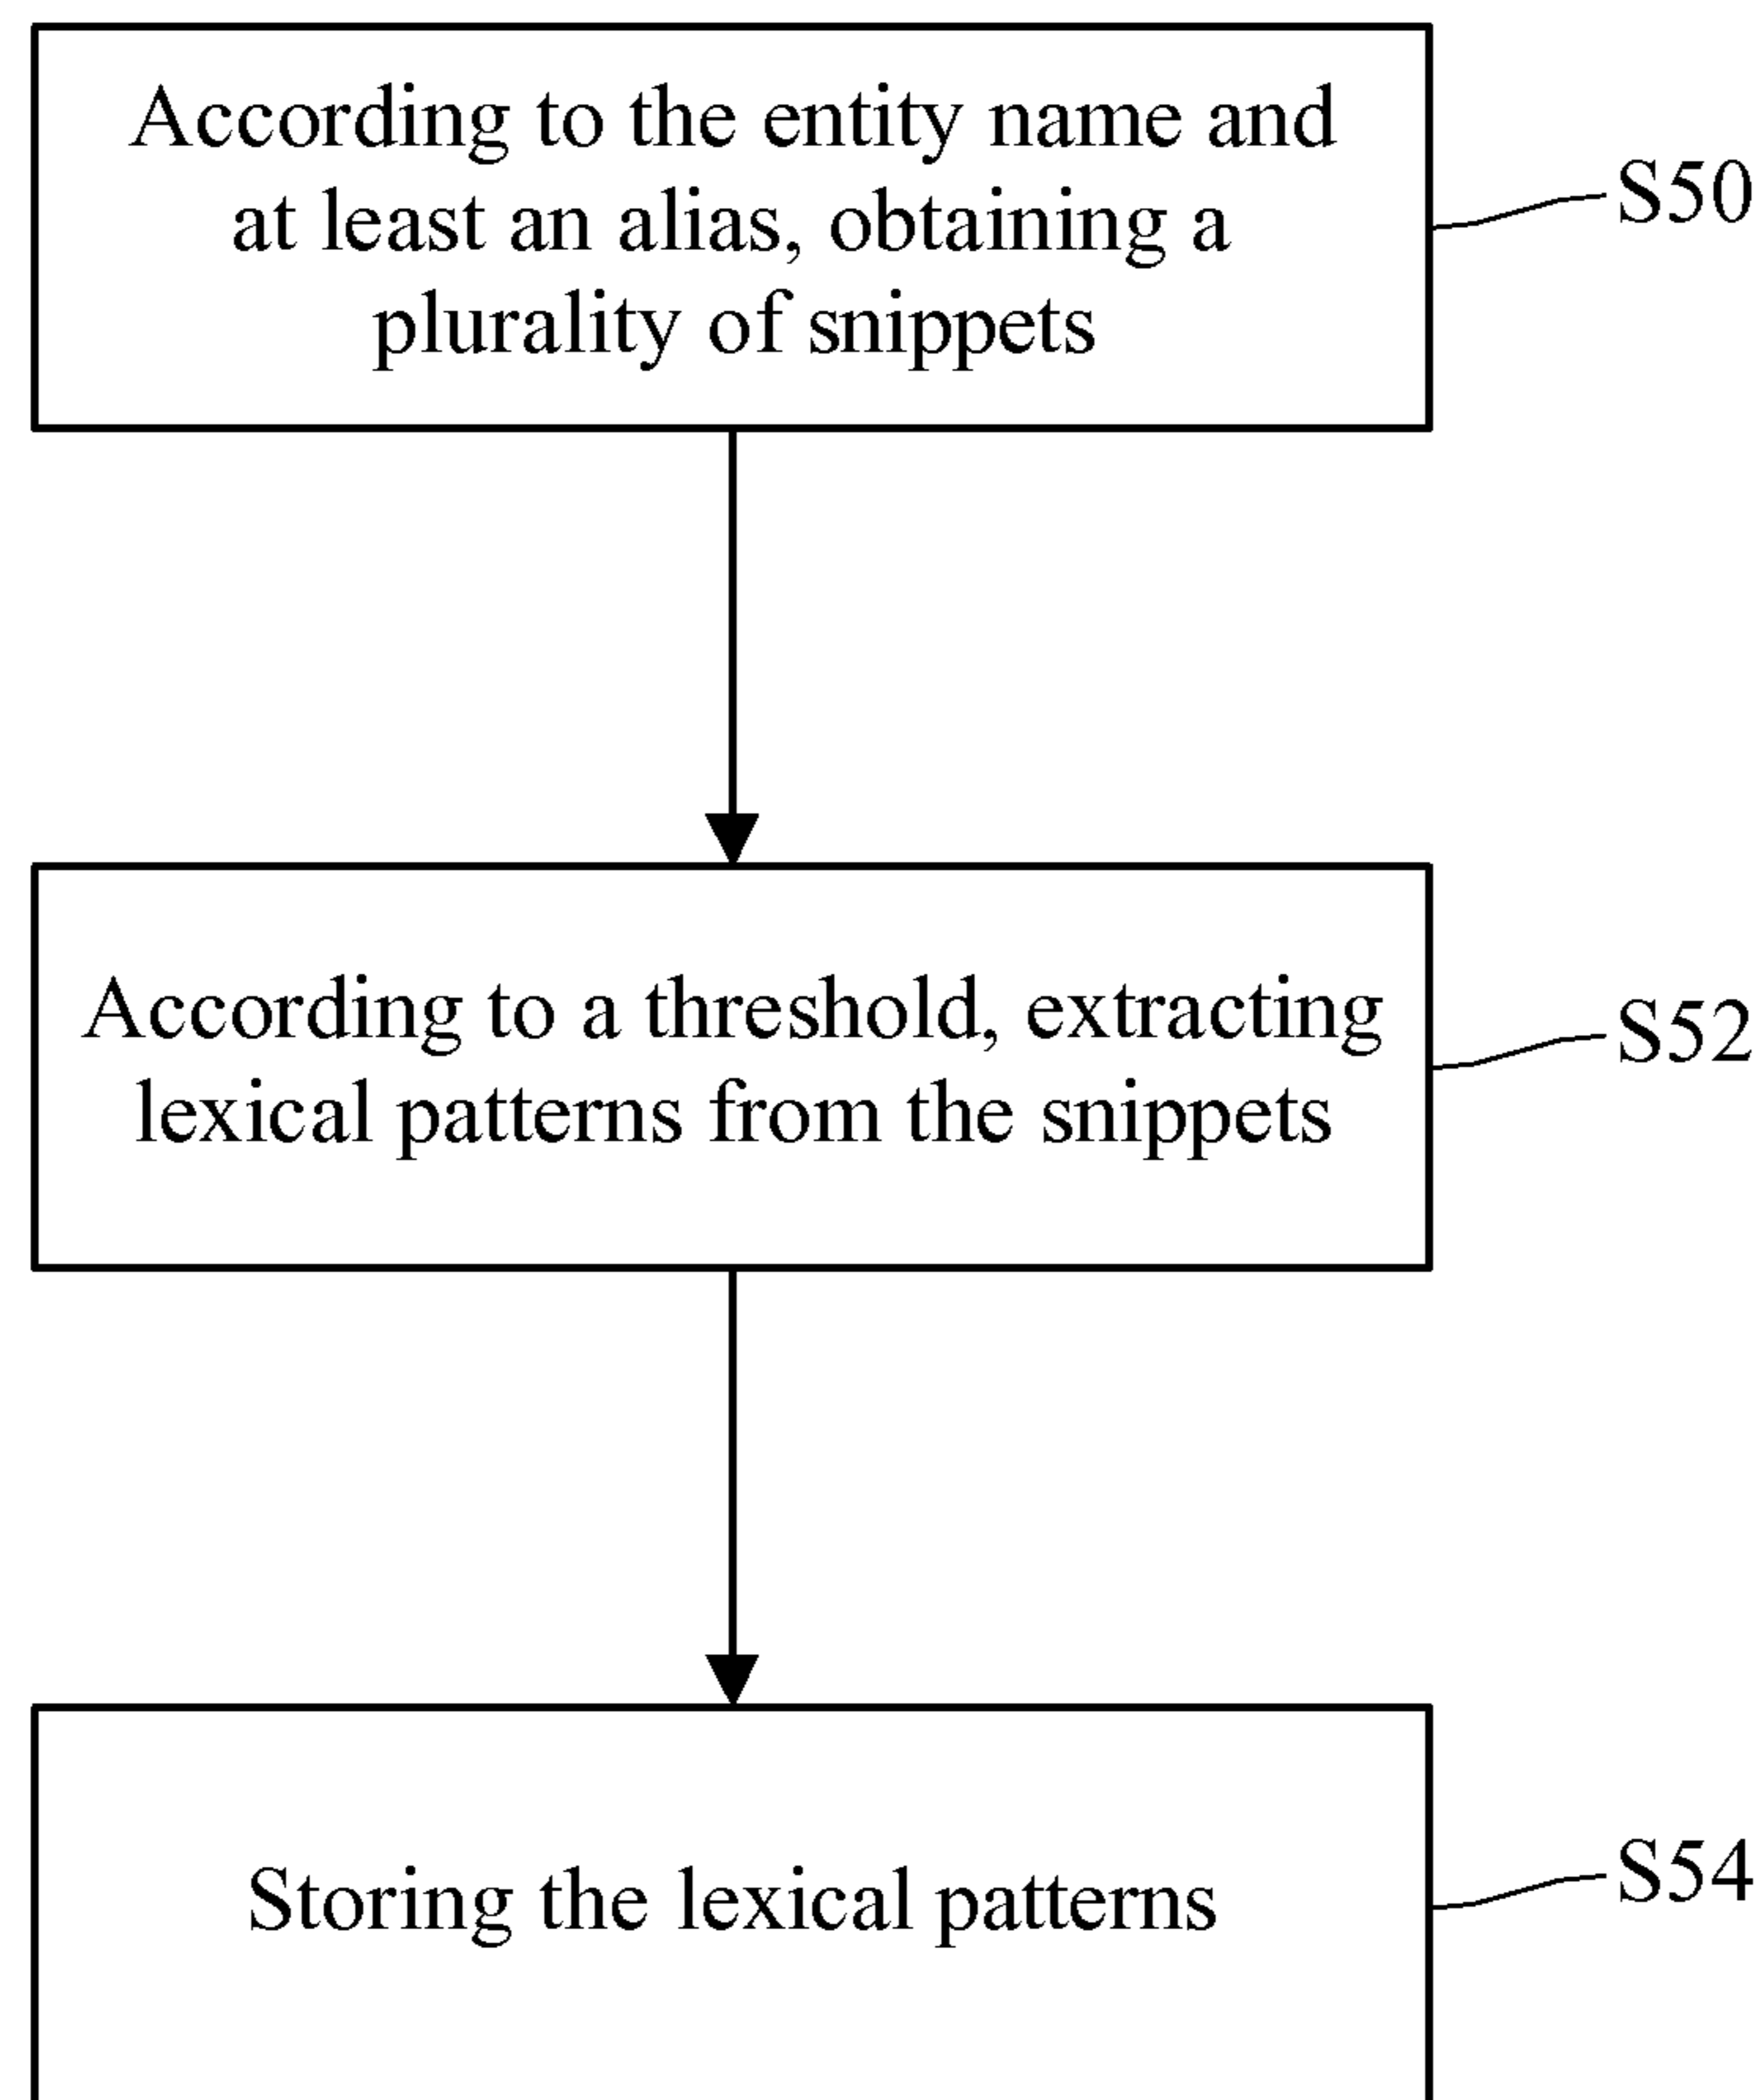 According to the entity name and
at least an alias, obtaining a
plurality of snippets
S50
According to a threshold, extracting
lexical patterns from the snippets
S52
Storing the lexical patterns
S54